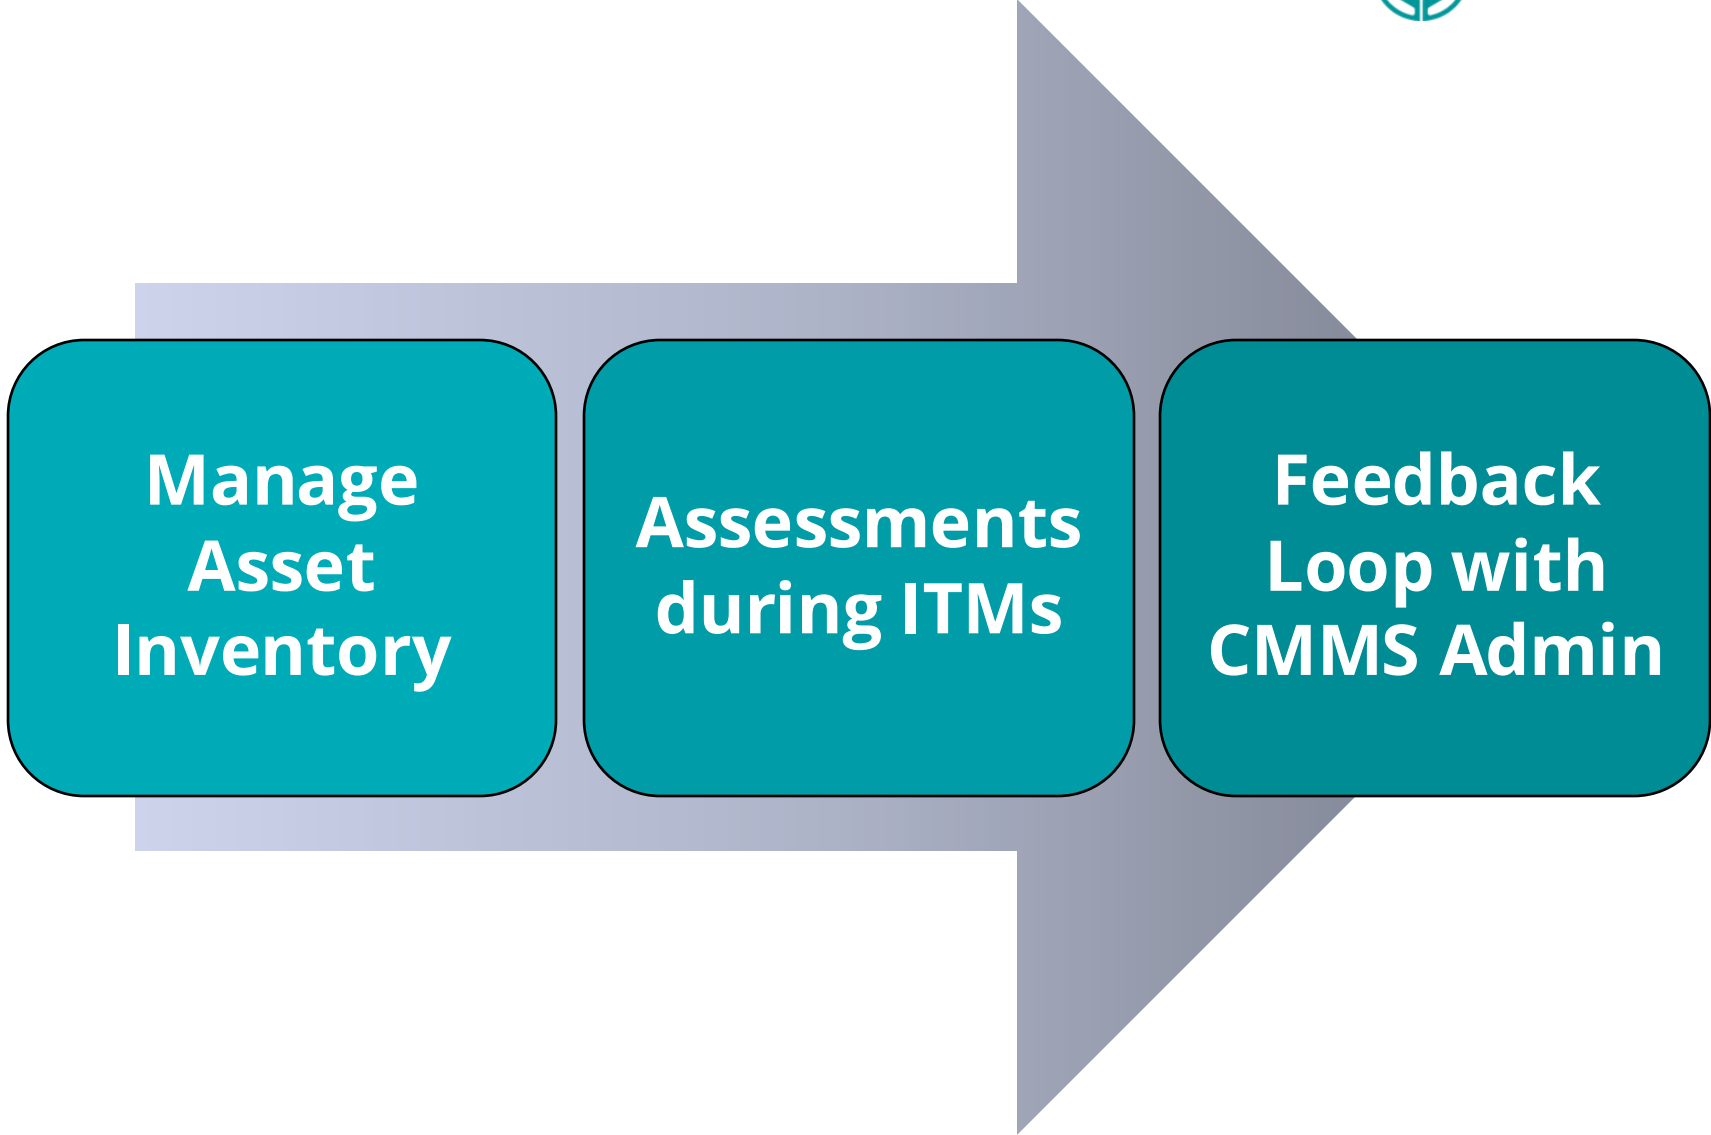 Manage
Asset
Inventory
Assessments
during ITMs
Feedback
Loop with
CMMS Admin